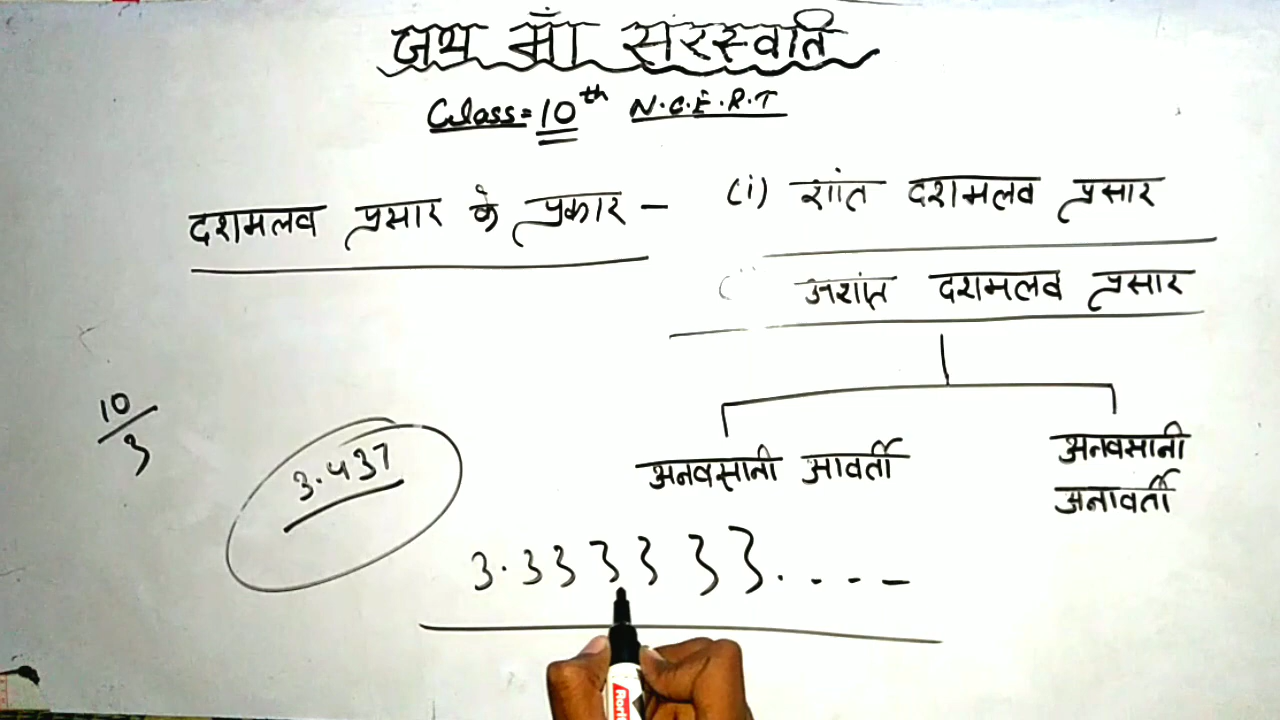 जय माँ सरस्वति
Class = 10th N.C.E.R.T
दशमलव प्रसार के प्रकार –
(i) शांत दशमलव प्रसार
अशांत दशमलव प्रसार
अनवसानी आवर्ती
अनवसानी
अनावर्ती
10/3
3.437
3.333333....